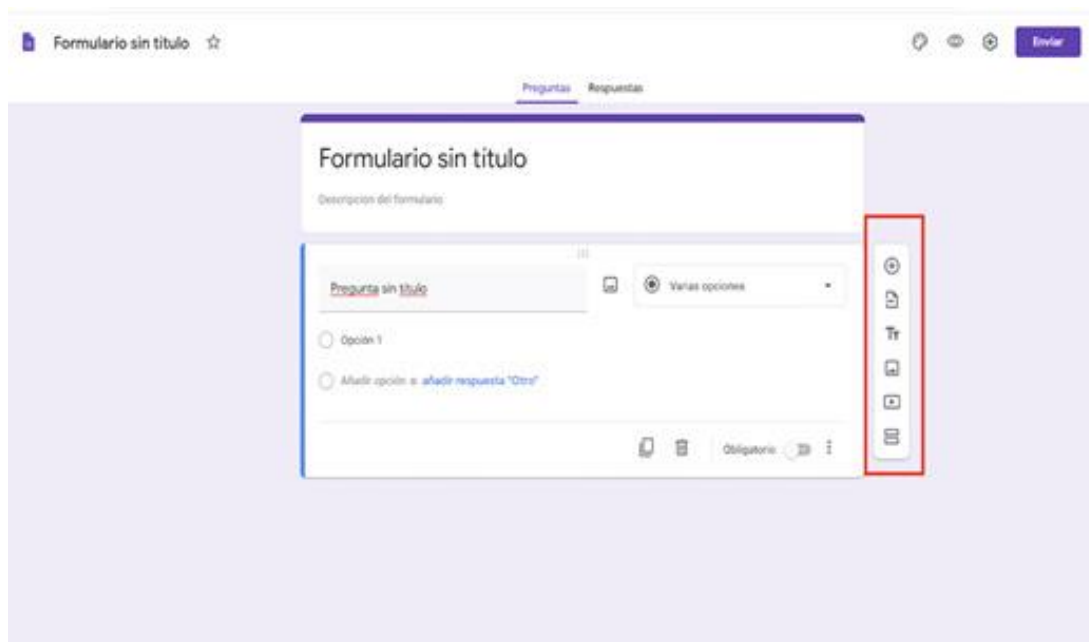 Formulario sin título
Enviar
Preguntas Respuestas
Formulario sin título
Descripción del formulario
Pregunta sin título
Varias opciones
Opción 1
Añadir opción o añadir respuesta "Otro"
Obligatorio
Tr